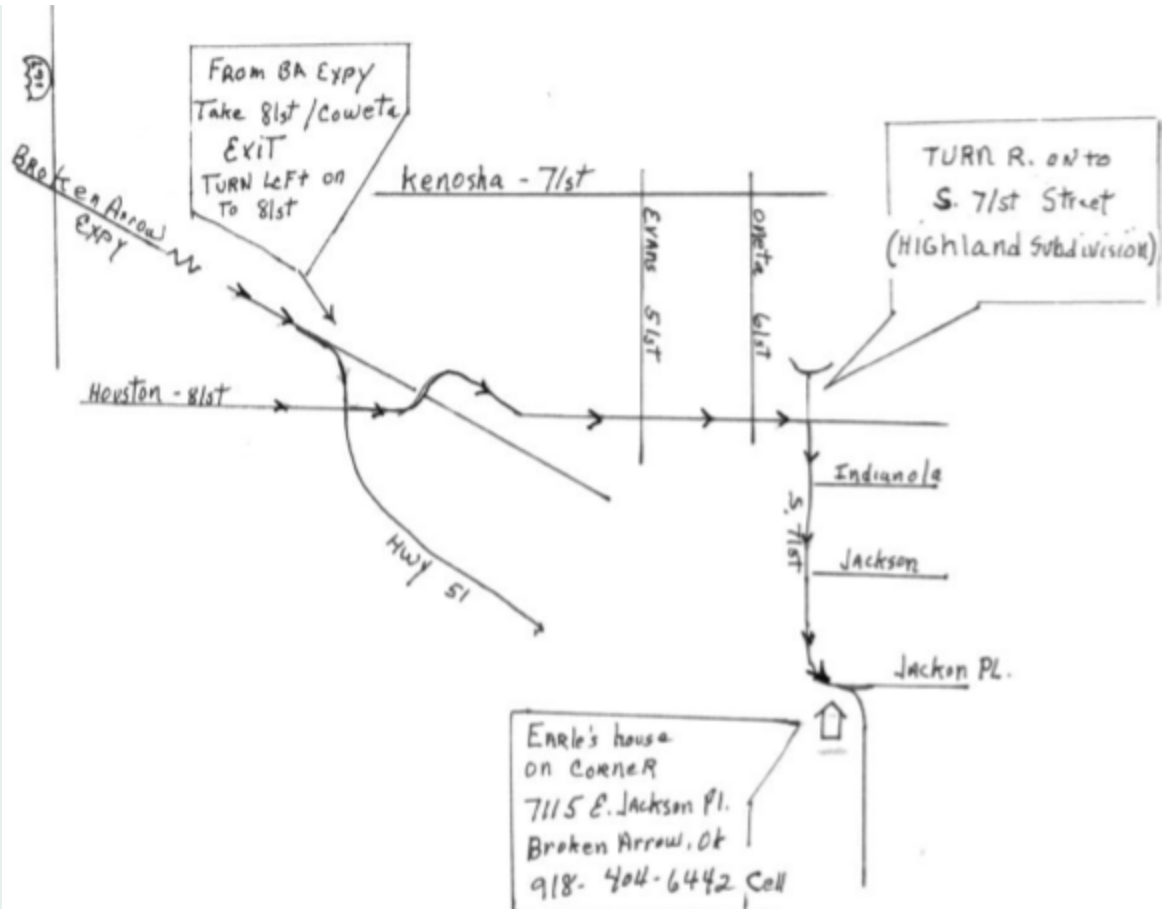 169
From BA Expy
Take 81st / Coweta
Exit
Turn Left on
To 81st
Broken Arrow
Expy
Kenosha - 71st
Evans 51st
Oneta 61st
TURN R. on to
S. 71st Street
(HIGHLAND Subdivision)
Houston - 81st
Indianola
S. 71st
Jackson
HWY 51
Jackon PL.
Earle's house
on CORNER
7115 E. Jackson Pl.
Broken Arrow, Ok
918- 404-6442 Cell